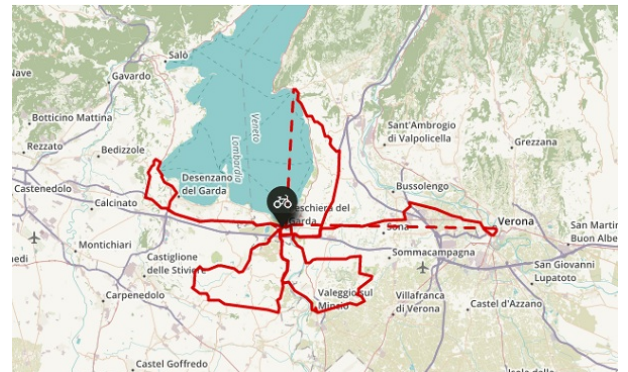 Salò
Nave
Gavardo
Botticino Mattina
Rezzato
Bedizzole
Veneto
Lombardia
Sant'Ambrogio
di Valpolicella
Grezzana
Desenzano
del Garda
Bussolengo
Castenedolo
Calcinato
Peschiera del
Garda
Verona
Sona
San Martin
Buon Albe
Montichiari
Sommacampagna
edi
Castiglione
delle Stiviere
San Giovanni
Lupatoto
Carpenedolo
Valeggio sul
Mincio
Villafranca
di Verona
Castel d'Azzano
Castel Goffredo